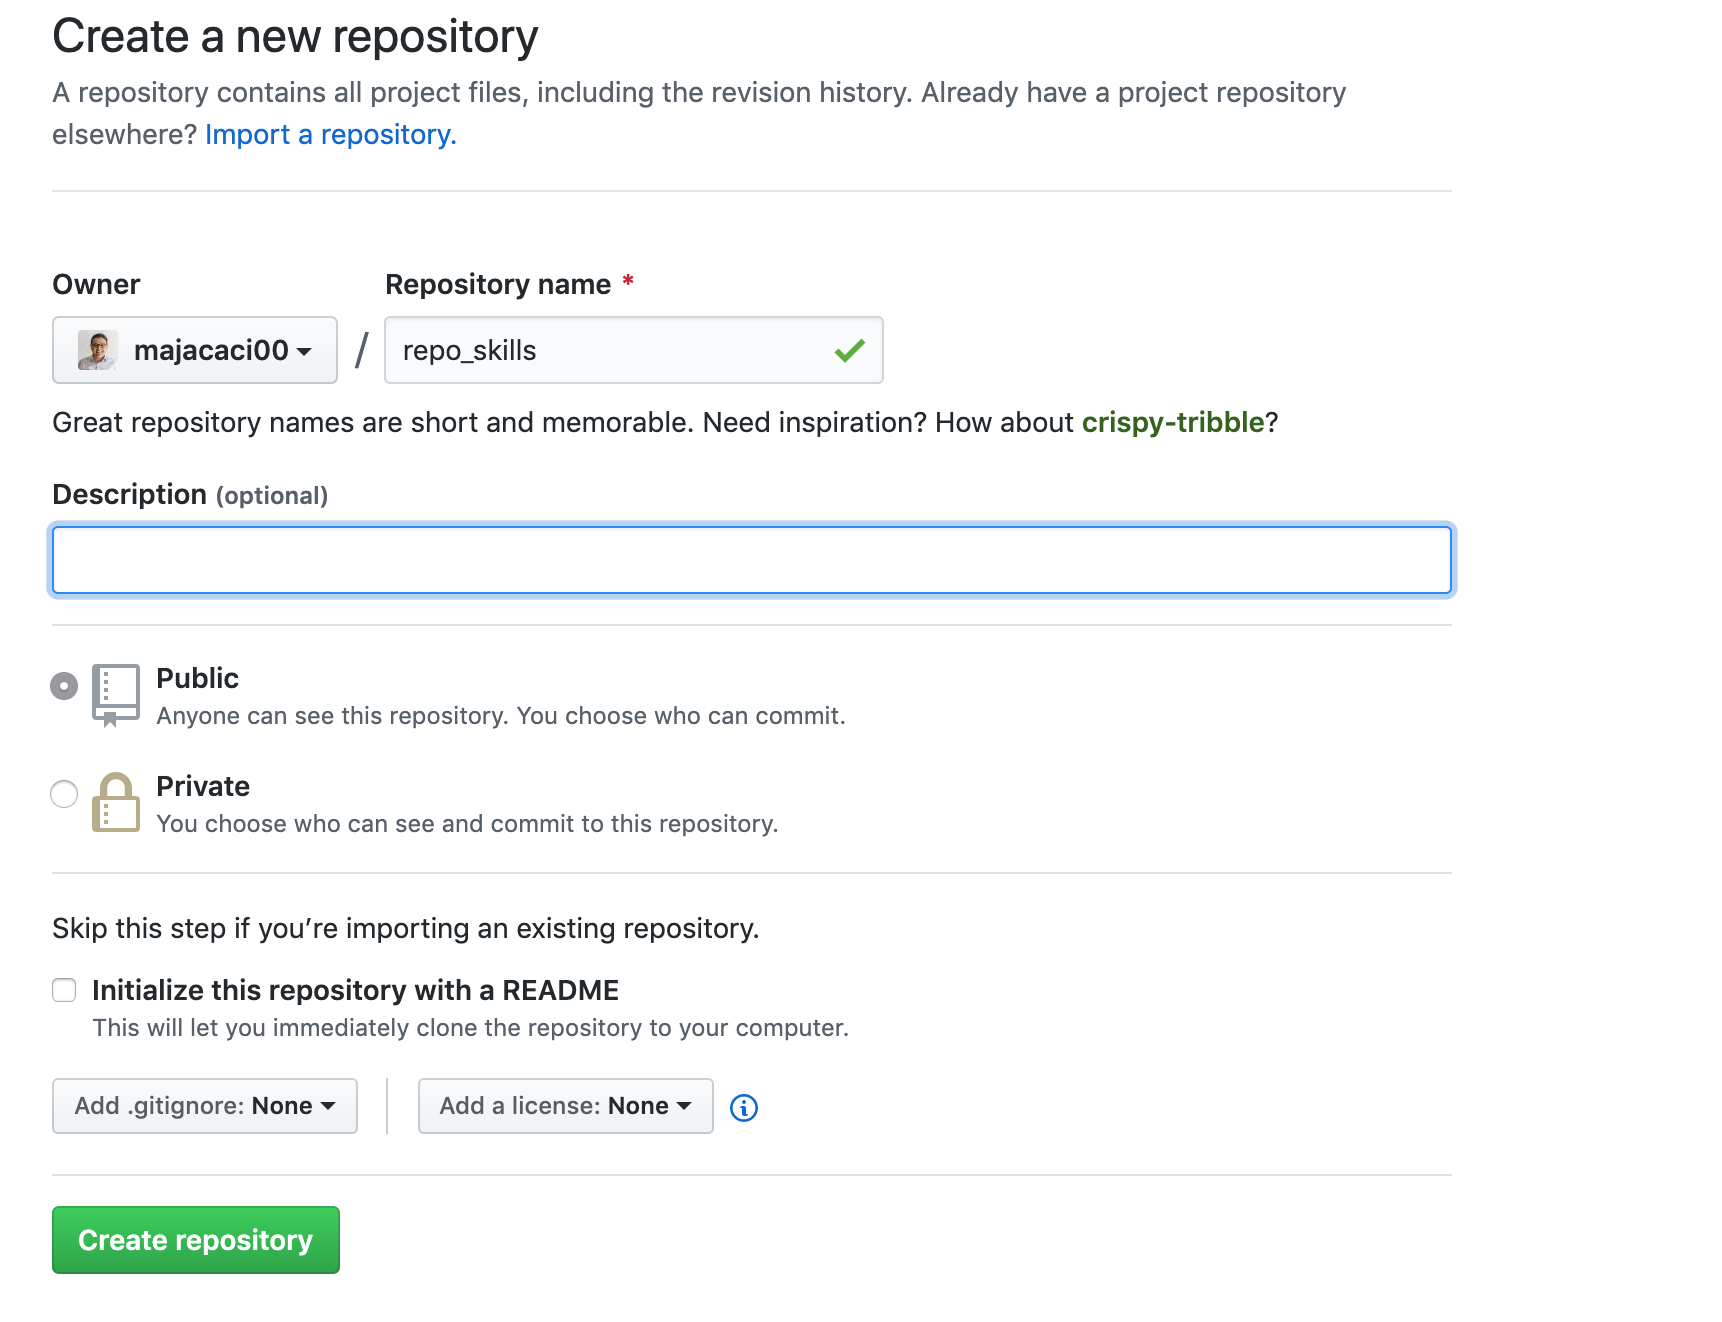 Create a new repository
A repository contains all project files, including the revision history. Already have a project repository
elsewhere? Import a repository.
Owner
Repository name *
majacaci00 / repo_skills
Great repository names are short and memorable. Need inspiration? How about crispy-tribble?
Description (optional)
Public
Anyone can see this repository. You choose who can commit.
Private
You choose who can see and commit to this repository.
Skip this step if you’re importing an existing repository.
Initialize this repository with a README
This will let you immediately clone the repository to your computer.
Add .gitignore: None
Add a license: None
Create repository